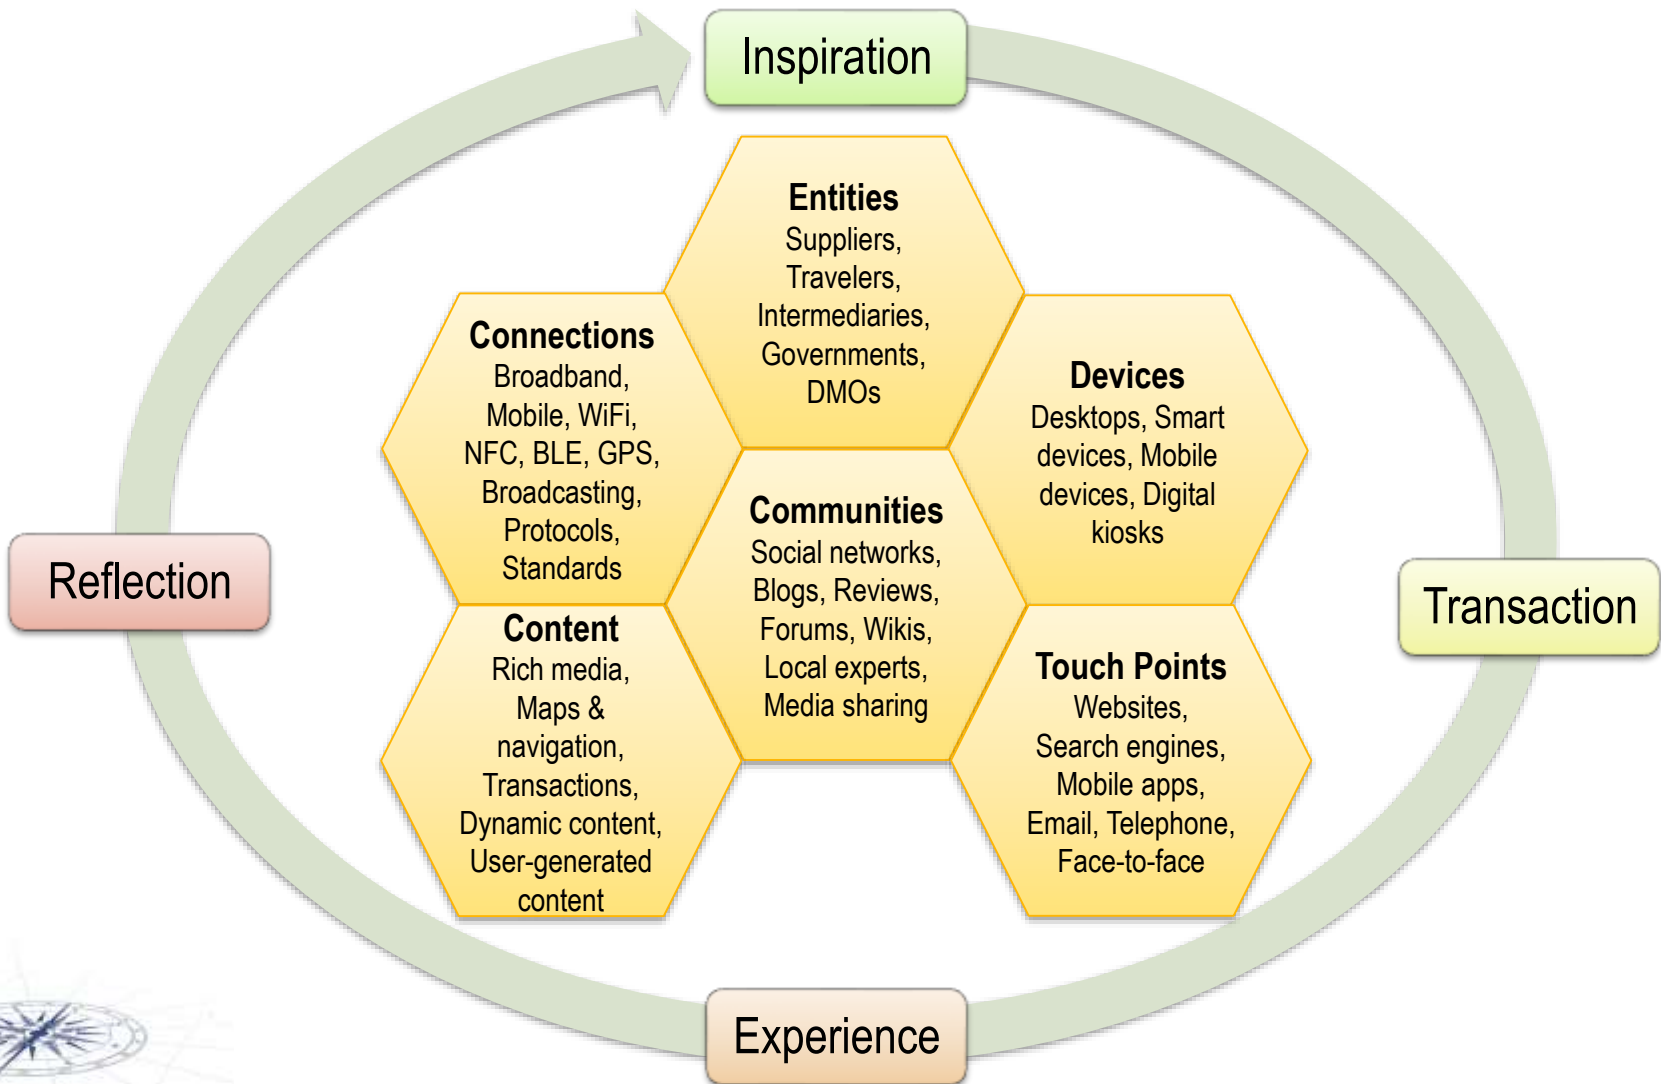 Inspiration
Entities
Suppliers,
Travelers,
Intermediaries,
Governments,
DMOs
Connections
Broadband,
Mobile, WiFi,
NFC, BLE, GPS,
Broadcasting,
Protocols,
Standards
Devices
Desktops, Smart
devices, Mobile
devices, Digital
kiosks
Communities
Social networks,
Blogs, Reviews,
Forums, Wikis,
Local experts,
Media sharing
Reflection
Transaction
Content
Rich media,
Maps &
navigation,
Transactions,
Dynamic content,
User-generated
content
Touch Points
Websites,
Search engines,
Mobile apps,
Email, Telephone,
Face-to-face
Experience